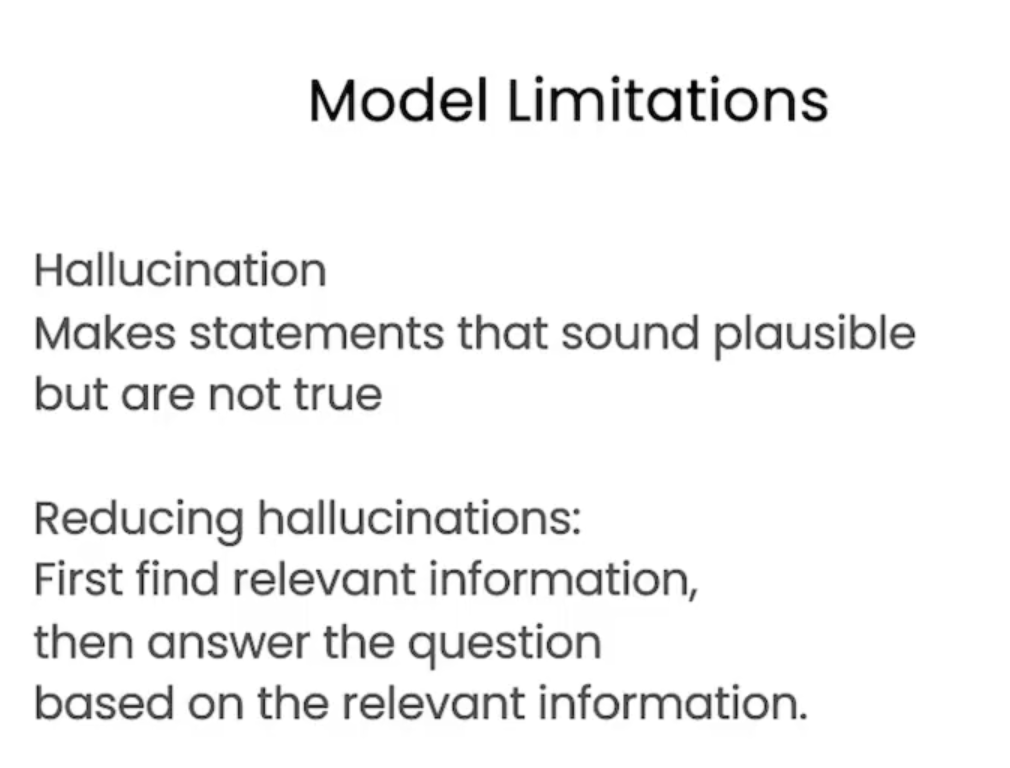 Model Limitations
Hallucination
Makes statements that sound plausible
but are not true
Reducing hallucinations:
First find relevant information,
then answer the question
based on the relevant information.